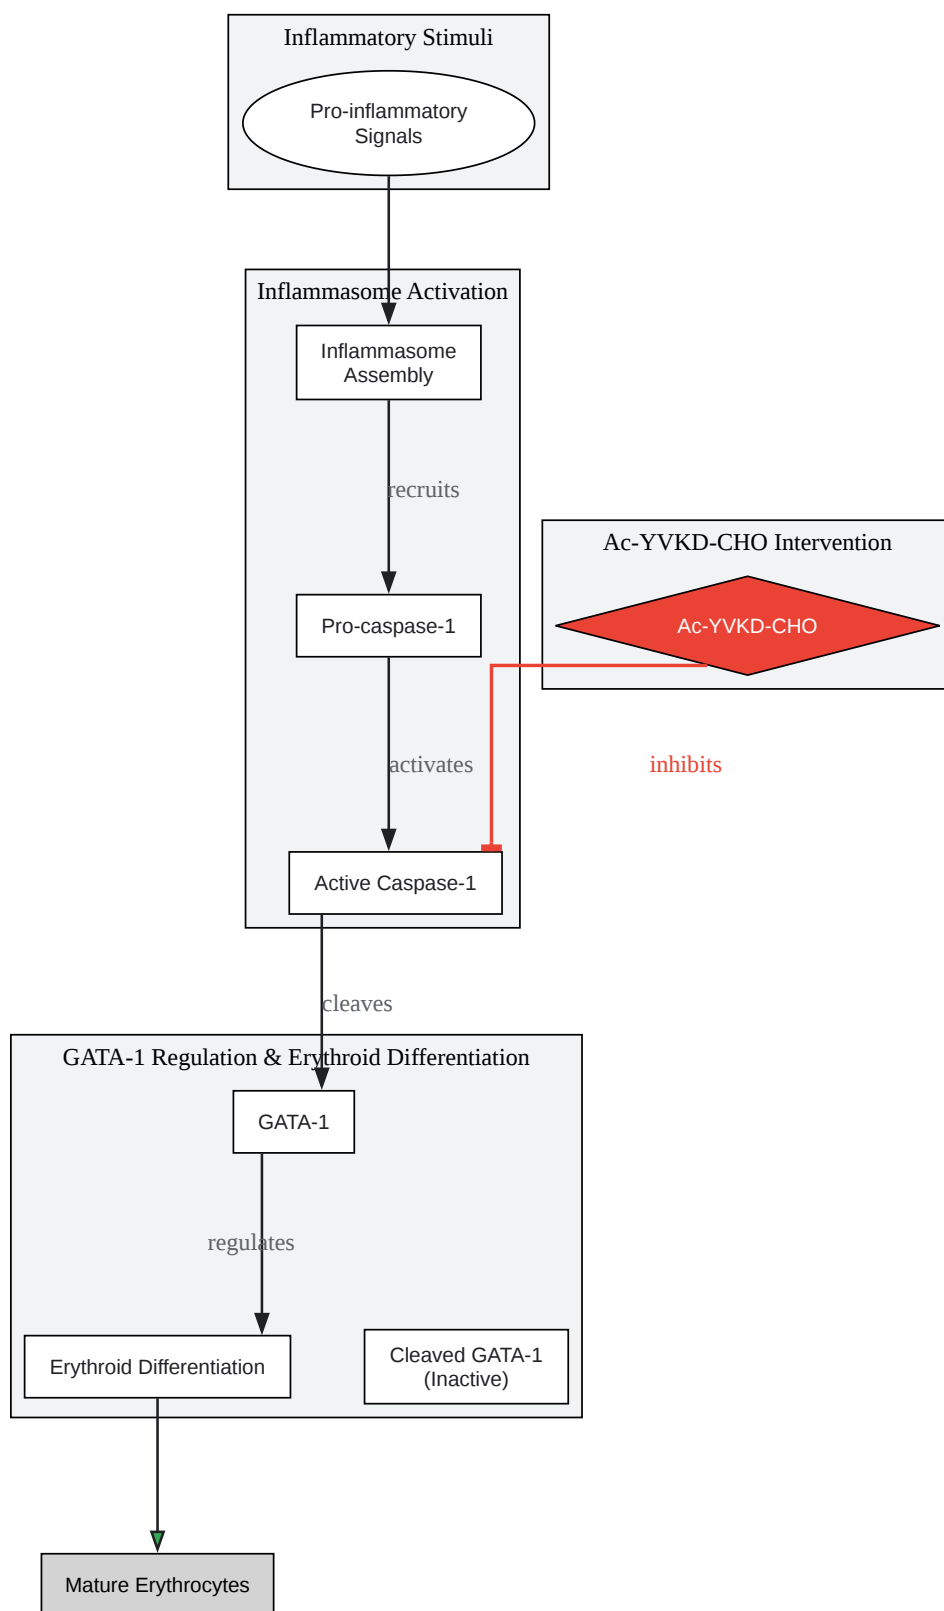 Inflammatory Stimuli
Pro-inflammatory
Signals
Inflammasome Activation
Inflammasome
Assembly
recruits
Ac-YVKD-CHO Intervention
Pro-caspase-1
Ac-YVKD-CHO
activates
inhibits
Active Caspase-1
cleaves
GATA-1 Regulation & Erythroid Differentiation
GATA-1
regulates
Erythroid Differentiation
Cleaved GATA-1
(Inactive)
Mature Erythrocytes